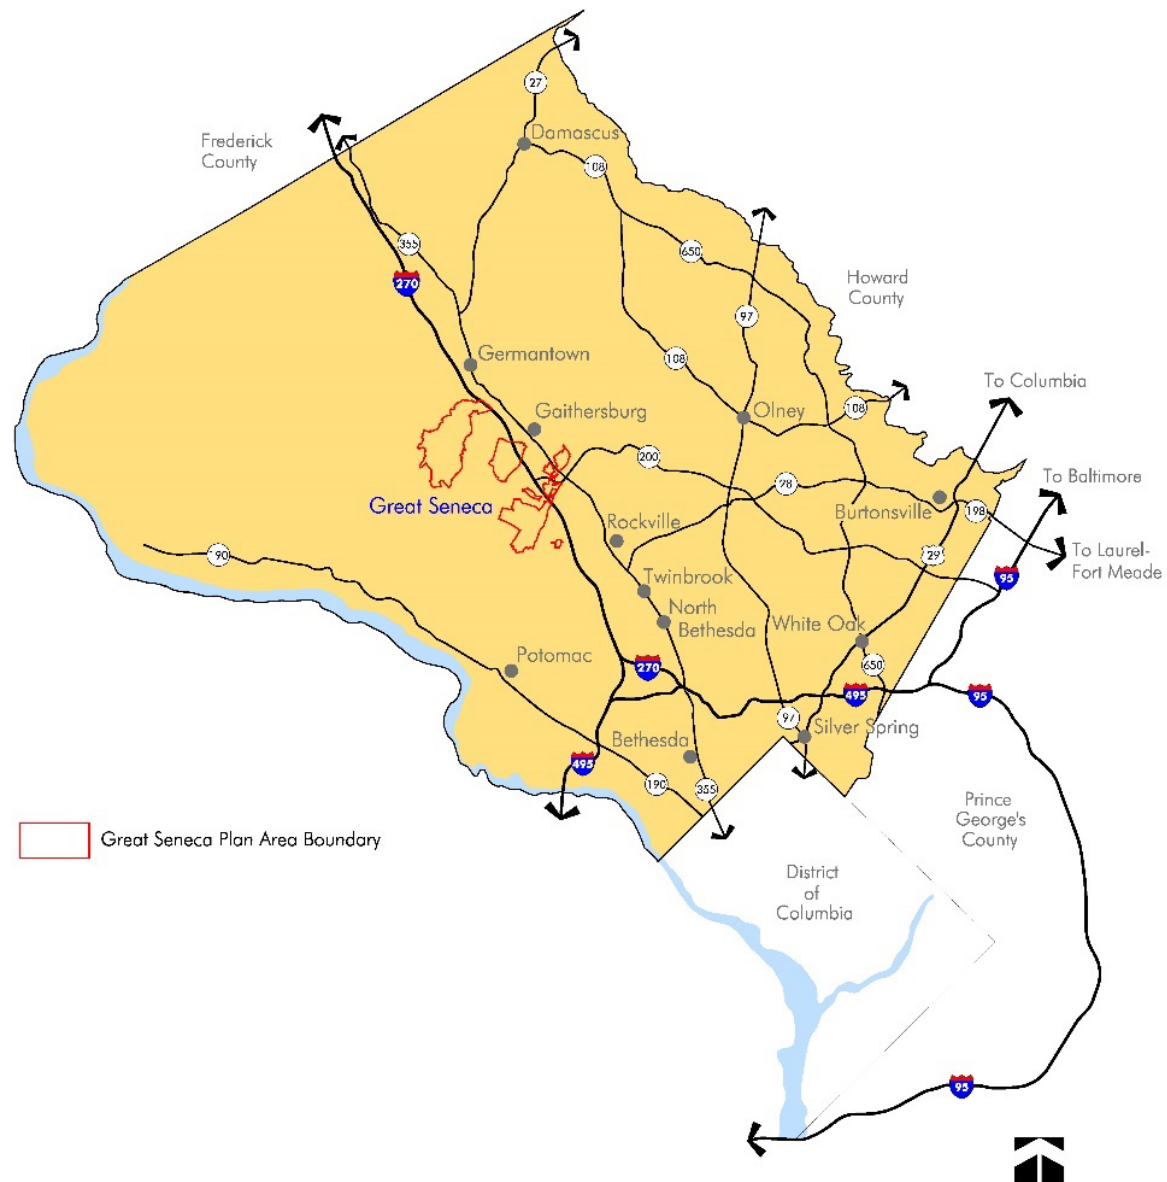 27
Damascus
Frederick
County
108
355
650
270
Howard
County
97
Germantown
108
To Columbia
Gaithersburg
Olney
108
200
To Baltimore
28
Great Seneca
Burtonsville
198
Rockville
190
29
To Laurel-
Fort Meade
95
Twinbrook
North
Bethesda
White Oak
Potomac
270
650
495
95
97
Silver Spring
Bethesda
495
190
355
Prince
George's
County
Great Seneca Plan Area Boundary
District
of
Columbia
95